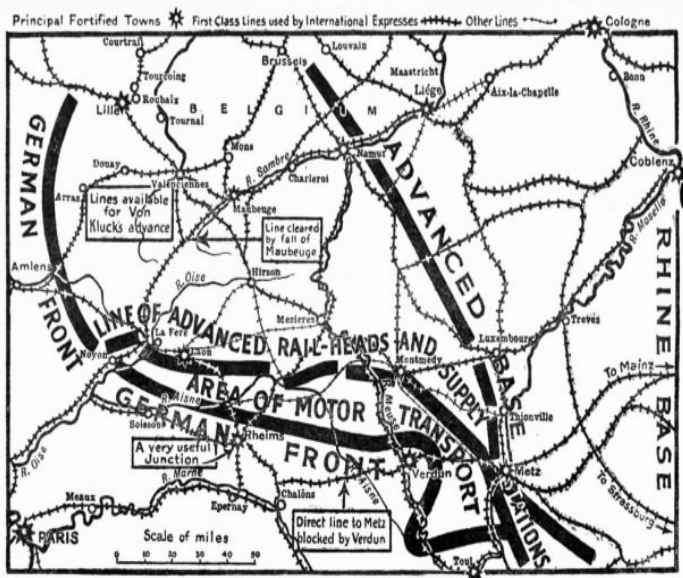 Principal Fortified Towns First Class Lines used by International Expresses Other Lines
Cologne
Courtrai
Louvain
Brussels
Maastricht
Bonn
Tourcoing
Roubaix
Lille
Liége
Aix-la-Chapelle
Tournai
BELGIUM
R. Rhine
GERMAN FRONT
Mons
Douay
R. Sambre
Namur
Coblenz
Charleroi
Valenciennes
Arras
Maubeuge
R. Moselle
Lines available
for Von
Kluck's advance
Line cleared
by fall of
Maubeuge
ADVANCED BASE
RHINE BASE
Amiens
R. Oise
Hirson
Mezieres
Treves
LINE OF ADVANCED RAIL-HEADS AND SUPPLY STATIONS
La Fere
Luxembourg
Noyon
Laon
Montmedy
To Mainz
AREA OF MOTOR TRANSPORT
R. Aisne
R. Meuse
Thionville
GERMAN FRONT
Soissons
Rheims
A very useful
Junction
Verdun
Metz
R. Oise
R. Marne
R. Aisne
To Strassburg
Meaux
Epernay
Chalôns
Direct line to Metz
blocked by Verdun
PARIS
Scale of miles
0 10 20 30 40 50
Toul